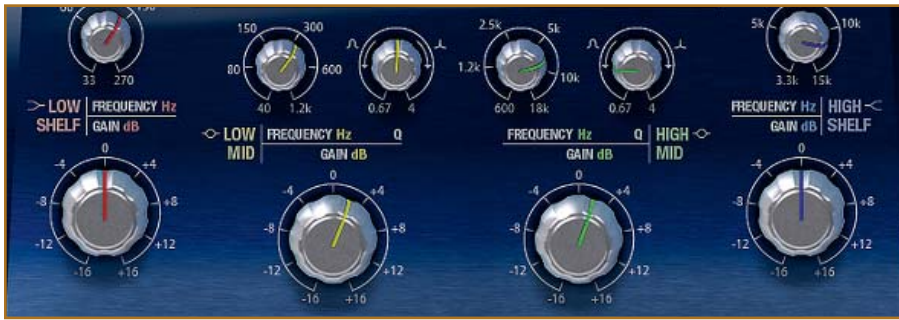 33 270
LOW SHELF
FREQUENCY Hz
GAIN dB
0
-4 +4
-8 +8
-12 +12
-16 +16
150 300
80 600
40 1.2k
0.67 4
LOW MID
FREQUENCY Hz Q
GAIN dB
0
-4 +4
-8 +8
-12 +12
-16 +16
2.5k 5k
1.2k 10k
600 18k
0.67 4
FREQUENCY Hz Q
GAIN dB
HIGH MID
0
-4 +4
-8 +8
-12 +12
-16 +16
5k 10k
3.3k 15k
FREQUENCY Hz
GAIN dB
HIGH SHELF
0
-4 +4
-8 +8
-12 +12
-16 +16